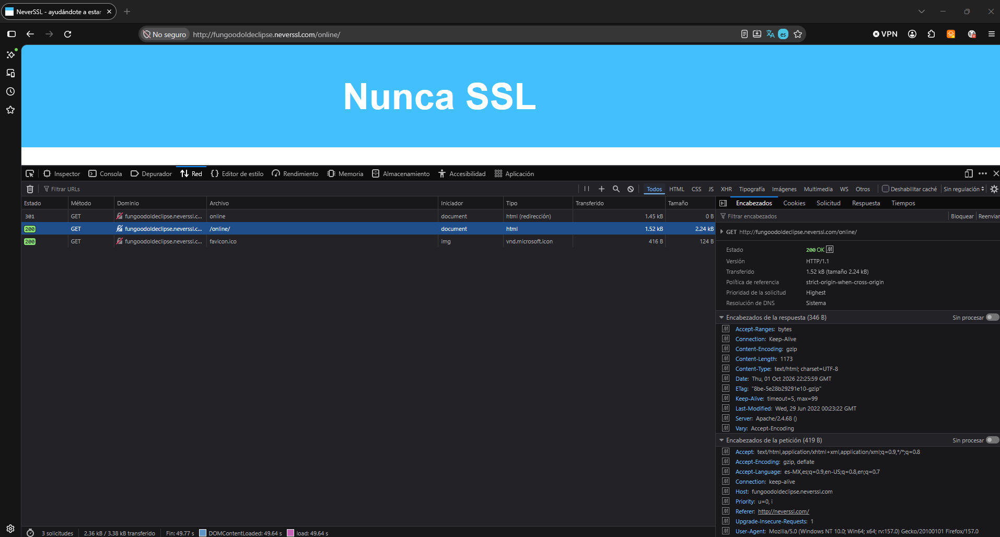 NeverSSL - ayudándote a estar
No seguro
http://fungoodoldeclipse.neverssl.com/online/
es
VPN
Nunca SSL
Inspector
Consola
Depurador
Red
Editor de estilo
Rendimiento
Memoria
Almacenamiento
Accesibilidad
Aplicación
Filtrar URLs
Todos HTML CSS JS XHR Tipografía Imágenes Multimedia WS Otros
Deshabilitar caché
Sin regulación
Estado Método Dominio Archivo Iniciador Tipo Transferido Tamaño
301 GET fungoodoldeclipse.neverssl.c... online document html (redirección) 1.45 kB 0 B
200 GET fungoodoldeclipse.neverssl.c... /online/ document html 1.52 kB 2.24 kB
200 GET fungoodoldeclipse.neverssl.c... favicon.ico img vnd.microsoft.icon 416 B 124 B
Encabezados Cookies Solicitud Respuesta Tiempos
Filtrar encabezados
Bloquear
Reenviar
GET http://fungoodoldeclipse.neverssl.com/online/
Estado 200 OK
Versión HTTP/1.1
Transferido 1.52 kB (tamaño 2.24 kB)
Política de referencia strict-origin-when-cross-origin
Prioridad de la solicitud Highest
Resolución de DNS Sistema
Encabezados de la respuesta (346 B) Sin procesar
Accept-Ranges: bytes
Connection: Keep-Alive
Content-Encoding: gzip
Content-Length: 1173
Content-Type: text/html; charset=UTF-8
Date: Thu, 01 Oct 2026 22:25:59 GMT
ETag: "8be-5e28b29291e10-gzip"
Keep-Alive: timeout=5, max=99
Last-Modified: Wed, 29 Jun 2022 00:23:22 GMT
Server: Apache/2.4.68 ()
Vary: Accept-Encoding
Encabezados de la petición (419 B) Sin procesar
Accept: text/html,application/xhtml+xml,application/xml;q=0.9,*/*;q=0.8
Accept-Encoding: gzip, deflate
Accept-Language: es-MX,es;q=0.9,en-US;q=0.8,en;q=0.7
Connection: keep-alive
Host: fungoodoldeclipse.neverssl.com
Priority: u=0, i
Referer: http://neverssl.com/
Upgrade-Insecure-Requests: 1
User-Agent: Mozilla/5.0 (Windows NT 10.0; Win64; x64; rv:157.0) Gecko/20100101 Firefox/157.0
3 solicitudes
2.36 kB / 3.38 kB transferido
Fin: 49.77 s
DOMContentLoaded: 49.64 s
load: 49.64 s